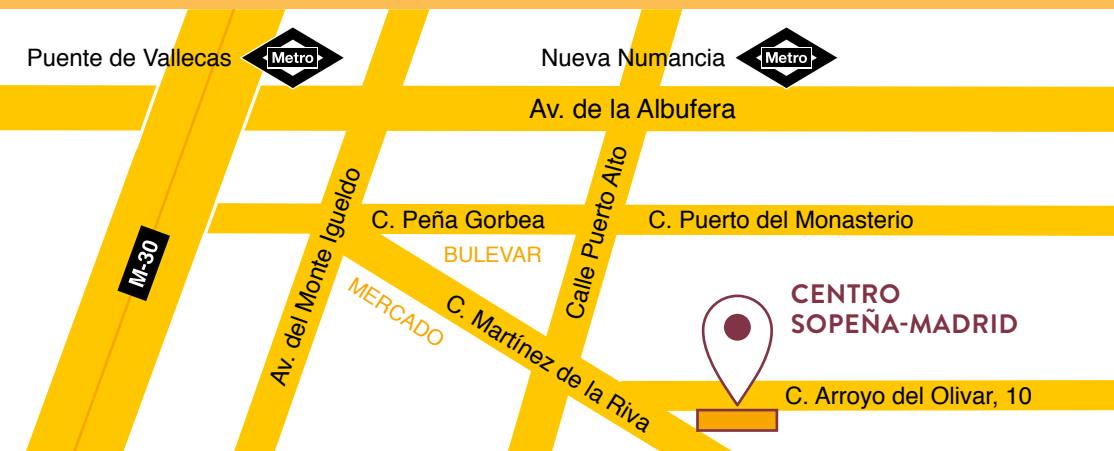 Puente de Vallecas
Metro
Nueva Numancia
Metro
Av. de la Albufera
Av. del Monte Igueldo
Calle Puerto Alto
C. Peña Gorbea
C. Puerto del Monasterio
BULEVAR
M-30
MERCADO
C. Martínez de la Riva
CENTRO
SOPEÑA-MADRID
C. Arroyo del Olivar, 10